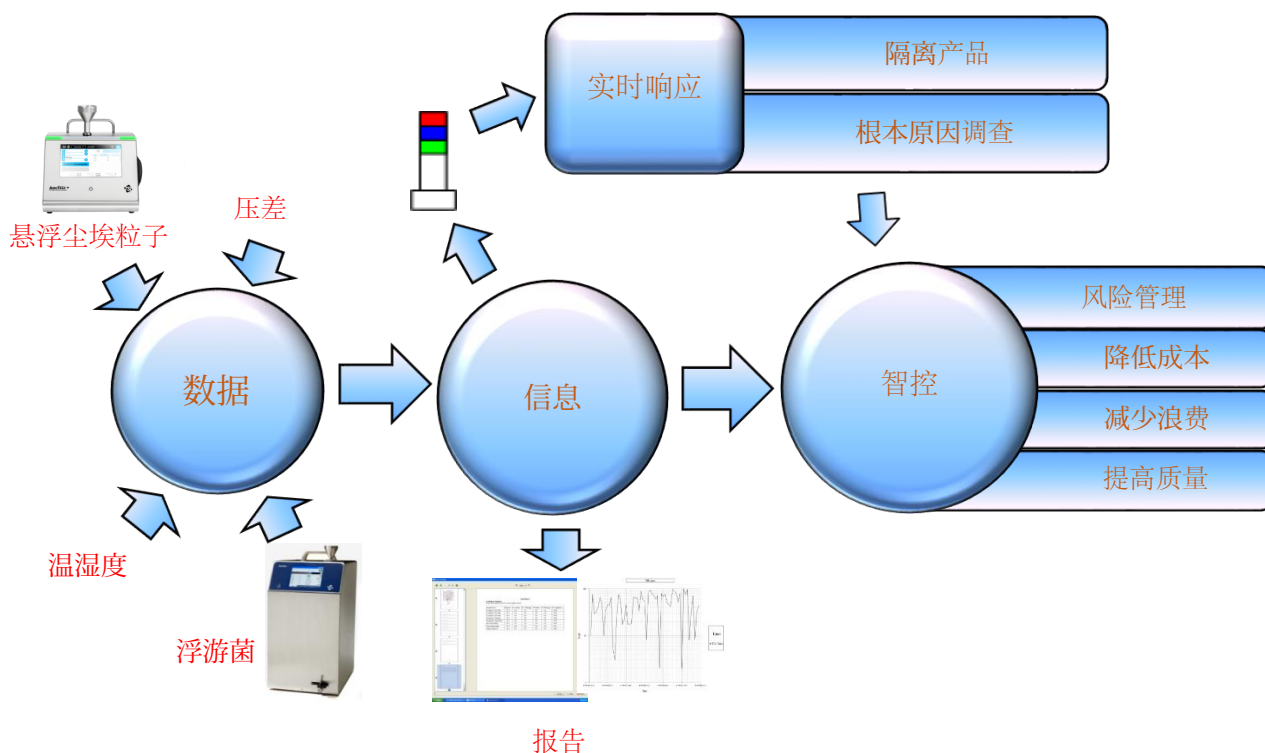 隔离产品
实时响应
根本原因调查
悬浮尘埃粒子
压差
数据
信息
智控
风险管理
降低成本
减少浪费
提高质量
温湿度
浮游菌
报告